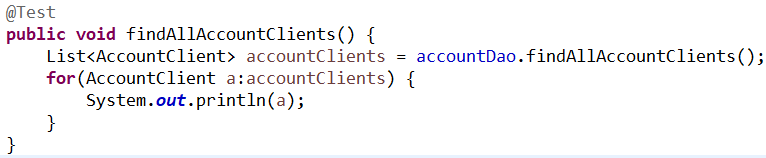 @Test
public void findAllAccountClients() {
    List<AccountClient> accountClients = accountDao.findAllAccountClients();
    for(AccountClient a:accountClients) {
        System.out.println(a);
    }
}